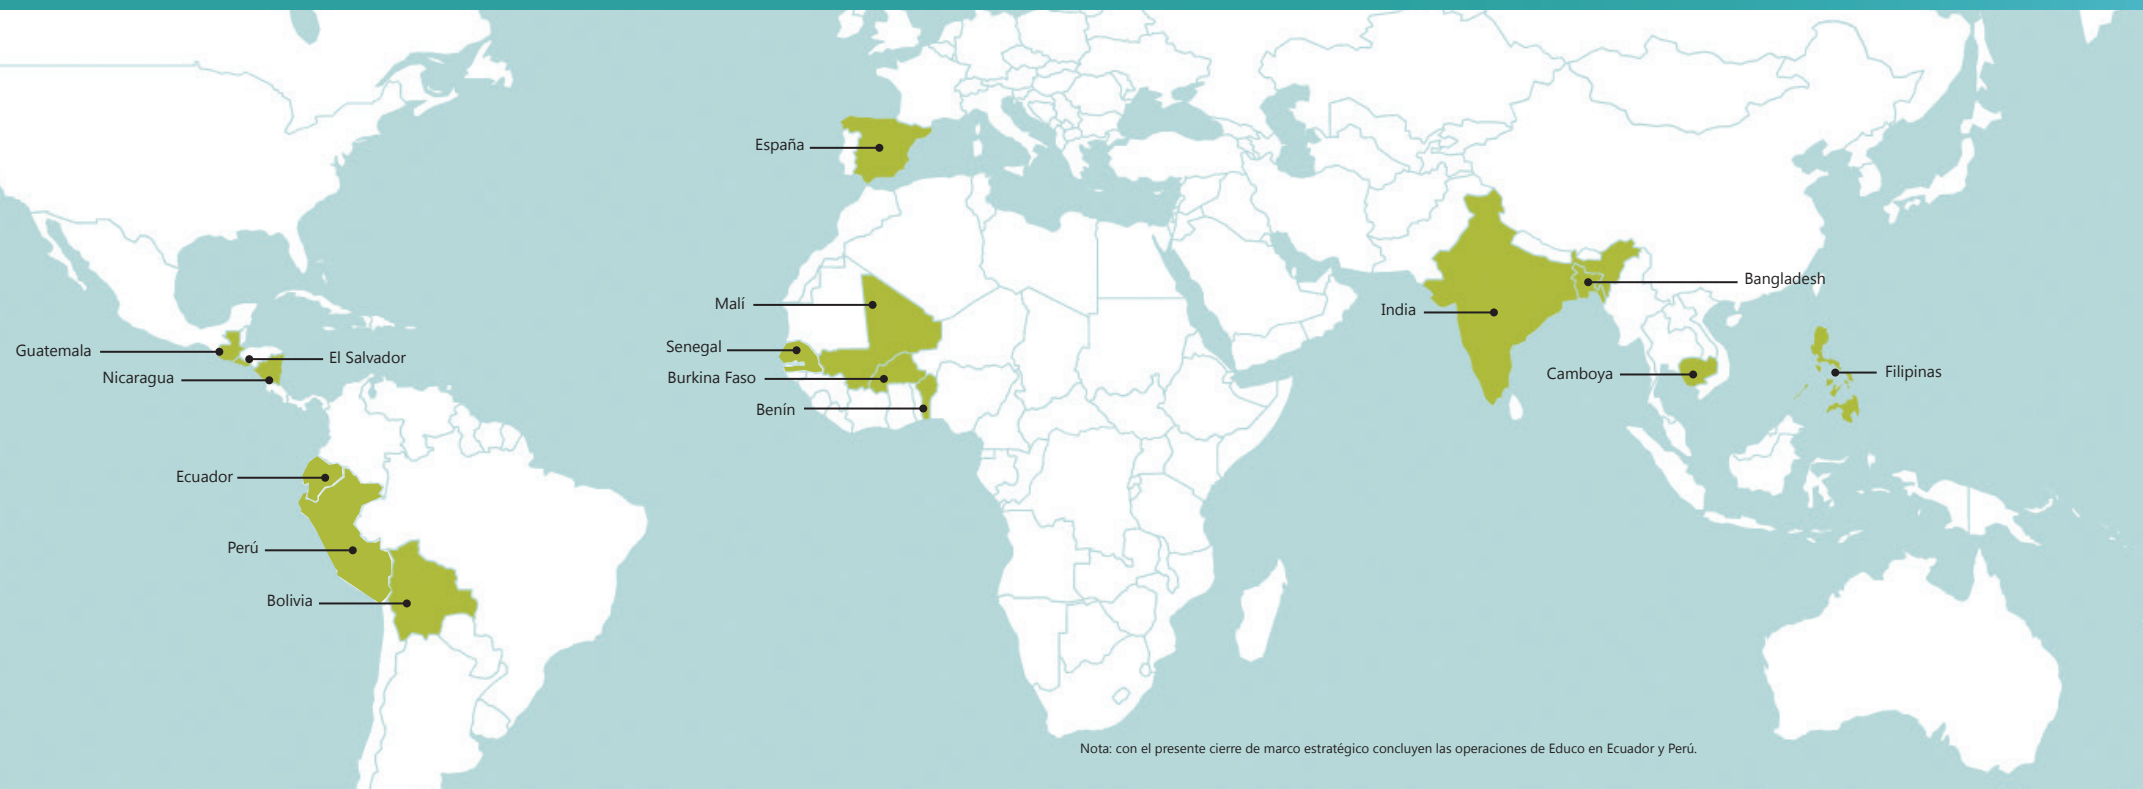 España
Bangladesh
Malí
India
Senegal
Guatemala
El Salvador
Filipinas
Camboya
Nicaragua
Burkina Faso
Benín
Ecuador
Perú
Bolivia
Nota: con el presente cierre de marco estratégico concluyen las operaciones de Educo en Ecuador y Perú.